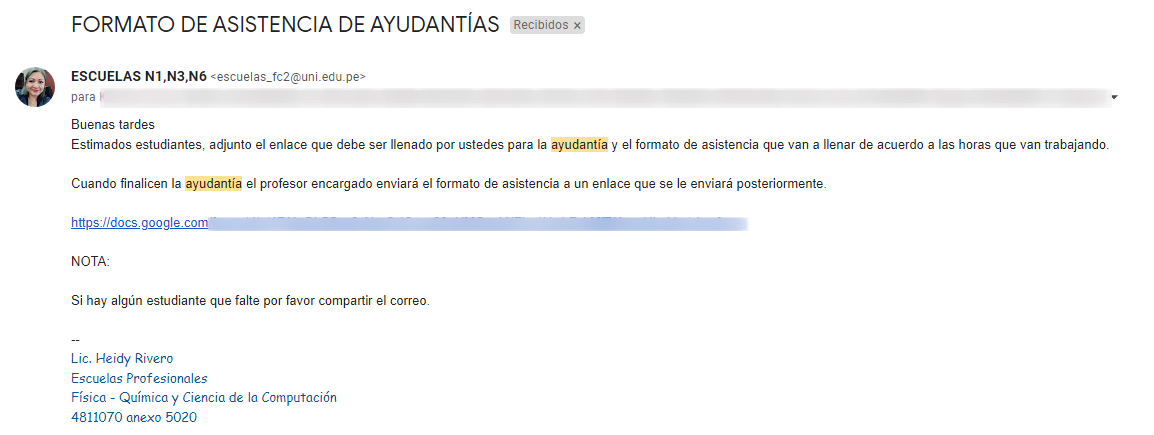 FORMATO DE ASISTENCIA DE AYUDANTÍAS Recibidos x
ESCUELAS N1,N3,N6 <escuelas_fc2@uni.edu.pe>
para
Buenas tardes
Estimados estudiantes, adjunto el enlace que debe ser llenado por ustedes para la ayudantía y el formato de asistencia que van a llenar de acuerdo a las horas que van trabajando.
Cuando finalicen la ayudantía el profesor encargado enviará el formato de asistencia a un enlace que se le enviará posteriormente.
https://docs.google.com
NOTA:
Si hay algún estudiante que falte por favor compartir el correo.
--
Lic. Heidy Rivero
Escuelas Profesionales
Física - Química y Ciencia de la Computación
4811070 anexo 5020